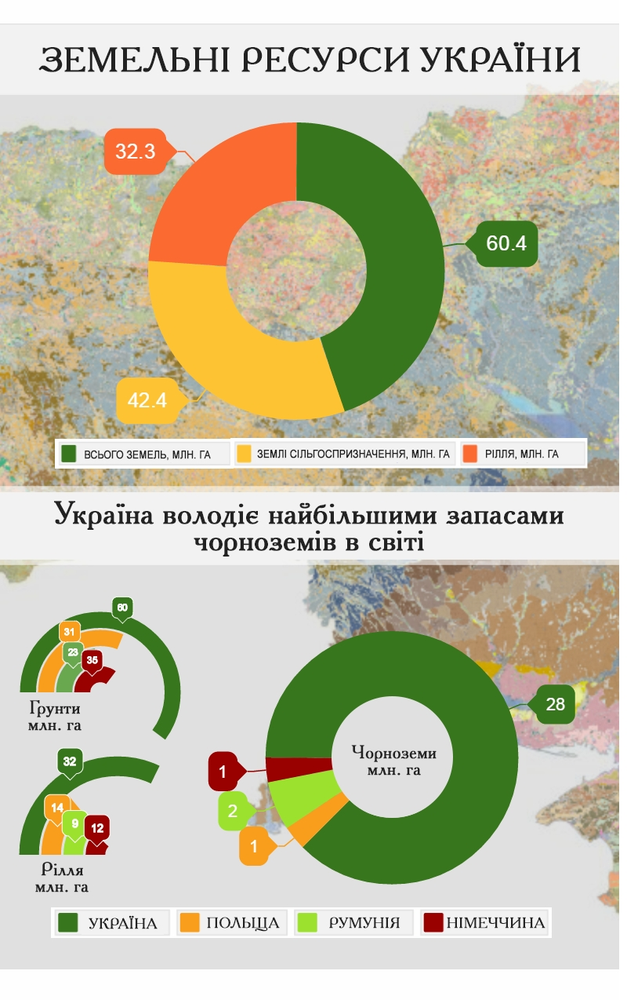 ЗЕМЕЛЬНІ РЕСУРСИ УКРАЇНИ
32.3
60.4
42.4
ВСЬОГО ЗЕМЕЛЬ, МЛН. ГА
ЗЕМЛІ СІЛЬГОСПРИЗНАЧЕННЯ, МЛН. ГА
РІЛЛЯ, МЛН. ГА
Україна володіє найбільшими запасами
чорноземів в світі
60
31
23
35
Грунти
млн. га
28
Чорноземи
млн. га
1
2
1
32
14
9
12
Рілля
млн. га
УКРАЇНА
ПОЛЬЩА
РУМУНІЯ
НІМЕЧЧИНА